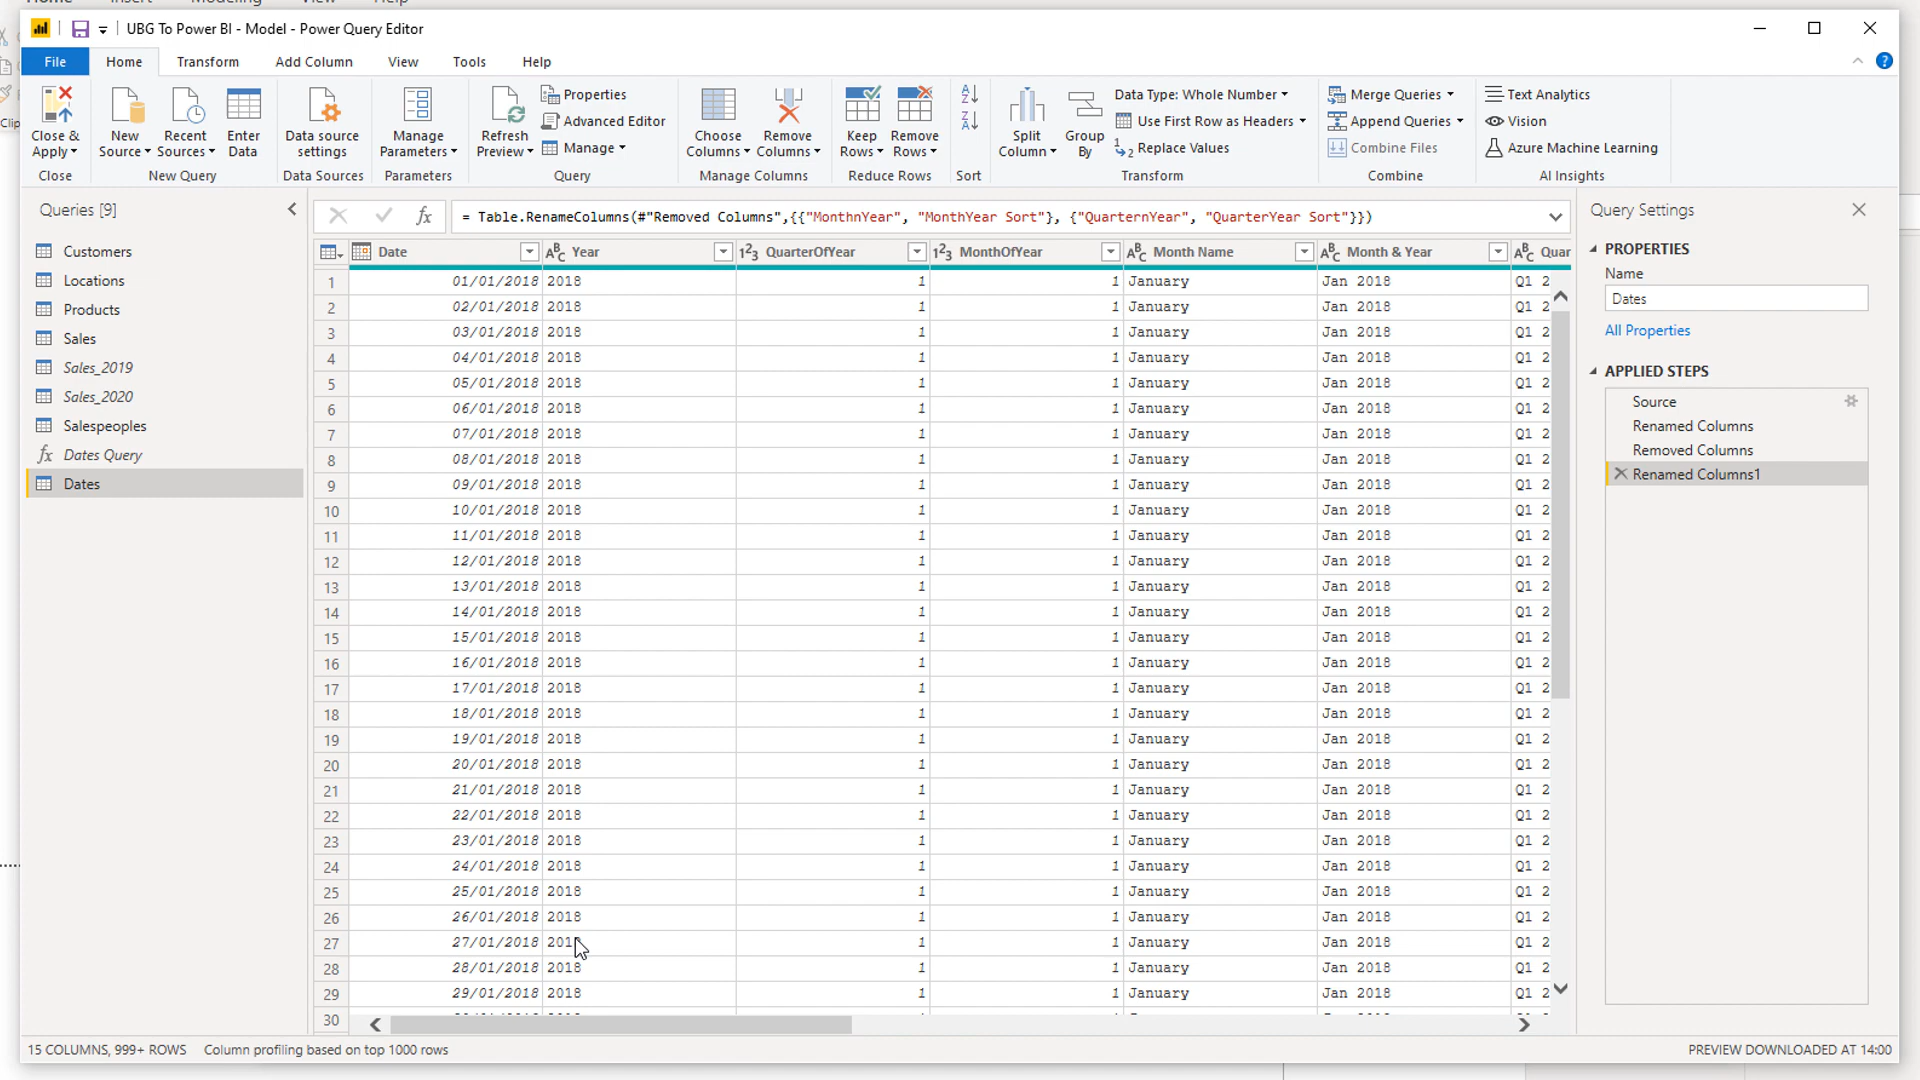 Home Insert Modeling View Help
UBG To Power BI - Model - Power Query Editor
File Home Transform Add Column View Tools Help
Close & Apply
New Source
Recent Sources
Enter Data
Data source settings
Manage Parameters
Refresh Preview
Properties
Advanced Editor
Manage
Choose Columns
Remove Columns
Keep Rows
Remove Rows
Split Column
Group By
Data Type: Whole Number
Use First Row as Headers
Replace Values
Merge Queries
Append Queries
Combine Files
Text Analytics
Vision
Azure Machine Learning
Close New Query Data Sources Parameters Query Manage Columns Reduce Rows Sort Transform Combine AI Insights
Clip
Queries [9]
Customers
Locations
Products
Sales
Sales_2019
Sales_2020
Salespeoples
fx Dates Query
Dates
fx = Table.RenameColumns(#"Removed Columns",{{"MonthnYear", "MonthYear Sort"}, {"QuarternYear", "QuarterYear Sort"}})
Date ABC Year 123 QuarterOfYear 123 MonthOfYear ABC Month Name ABC Month & Year ABC Quar
1 01/01/2018 2018 1 1 January Jan 2018 Q1 2
2 02/01/2018 2018 1 1 January Jan 2018 Q1 2
3 03/01/2018 2018 1 1 January Jan 2018 Q1 2
4 04/01/2018 2018 1 1 January Jan 2018 Q1 2
5 05/01/2018 2018 1 1 January Jan 2018 Q1 2
6 06/01/2018 2018 1 1 January Jan 2018 Q1 2
7 07/01/2018 2018 1 1 January Jan 2018 Q1 2
8 08/01/2018 2018 1 1 January Jan 2018 Q1 2
9 09/01/2018 2018 1 1 January Jan 2018 Q1 2
10 10/01/2018 2018 1 1 January Jan 2018 Q1 2
11 11/01/2018 2018 1 1 January Jan 2018 Q1 2
12 12/01/2018 2018 1 1 January Jan 2018 Q1 2
13 13/01/2018 2018 1 1 January Jan 2018 Q1 2
14 14/01/2018 2018 1 1 January Jan 2018 Q1 2
15 15/01/2018 2018 1 1 January Jan 2018 Q1 2
16 16/01/2018 2018 1 1 January Jan 2018 Q1 2
17 17/01/2018 2018 1 1 January Jan 2018 Q1 2
18 18/01/2018 2018 1 1 January Jan 2018 Q1 2
19 19/01/2018 2018 1 1 January Jan 2018 Q1 2
20 20/01/2018 2018 1 1 January Jan 2018 Q1 2
21 21/01/2018 2018 1 1 January Jan 2018 Q1 2
22 22/01/2018 2018 1 1 January Jan 2018 Q1 2
23 23/01/2018 2018 1 1 January Jan 2018 Q1 2
24 24/01/2018 2018 1 1 January Jan 2018 Q1 2
25 25/01/2018 2018 1 1 January Jan 2018 Q1 2
26 26/01/2018 2018 1 1 January Jan 2018 Q1 2
27 27/01/2018 2018 1 1 January Jan 2018 Q1 2
28 28/01/2018 2018 1 1 January Jan 2018 Q1 2
29 29/01/2018 2018 1 1 January Jan 2018 Q1 2
30
Query Settings
PROPERTIES
Name
Dates
All Properties
APPLIED STEPS
Source
Renamed Columns
Removed Columns
Renamed Columns1
15 COLUMNS, 999+ ROWS Column profiling based on top 1000 rows
PREVIEW DOWNLOADED AT 14:00